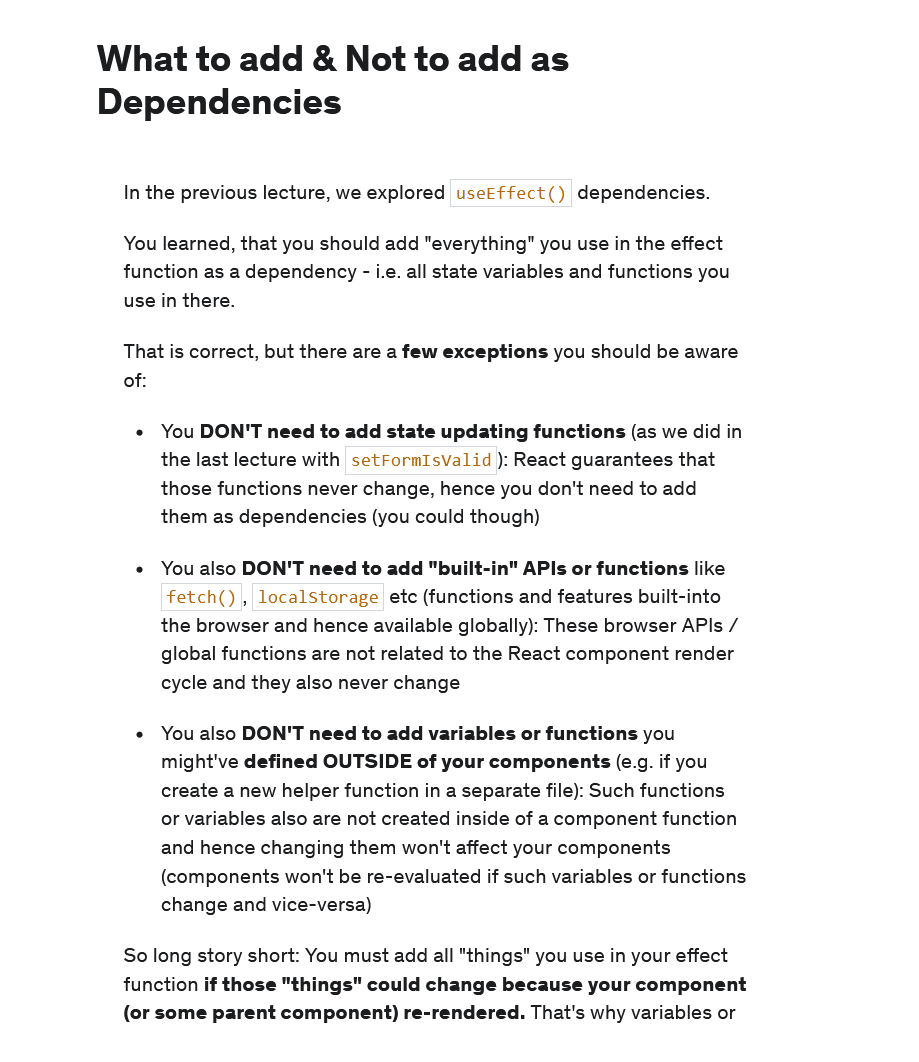 What to add & Not to add as
Dependencies
In the previous lecture, we explored useEffect() dependencies.
You learned, that you should add "everything" you use in the effect
function as a dependency - i.e. all state variables and functions you
use in there.
That is correct, but there are a few exceptions you should be aware
of:
• You DON'T need to add state updating functions (as we did in
the last lecture with setFormIsValid): React guarantees that
those functions never change, hence you don't need to add
them as dependencies (you could though)
• You also DON'T need to add "built-in" APIs or functions like
fetch(), localStorage etc (functions and features built-into
the browser and hence available globally): These browser APIs /
global functions are not related to the React component render
cycle and they also never change
• You also DON'T need to add variables or functions you
might've defined OUTSIDE of your components (e.g. if you
create a new helper function in a separate file): Such functions
or variables also are not created inside of a component function
and hence changing them won't affect your components
(components won't be re-evaluated if such variables or functions
change and vice-versa)
So long story short: You must add all "things" you use in your effect
function if those "things" could change because your component
(or some parent component) re-rendered. That's why variables or